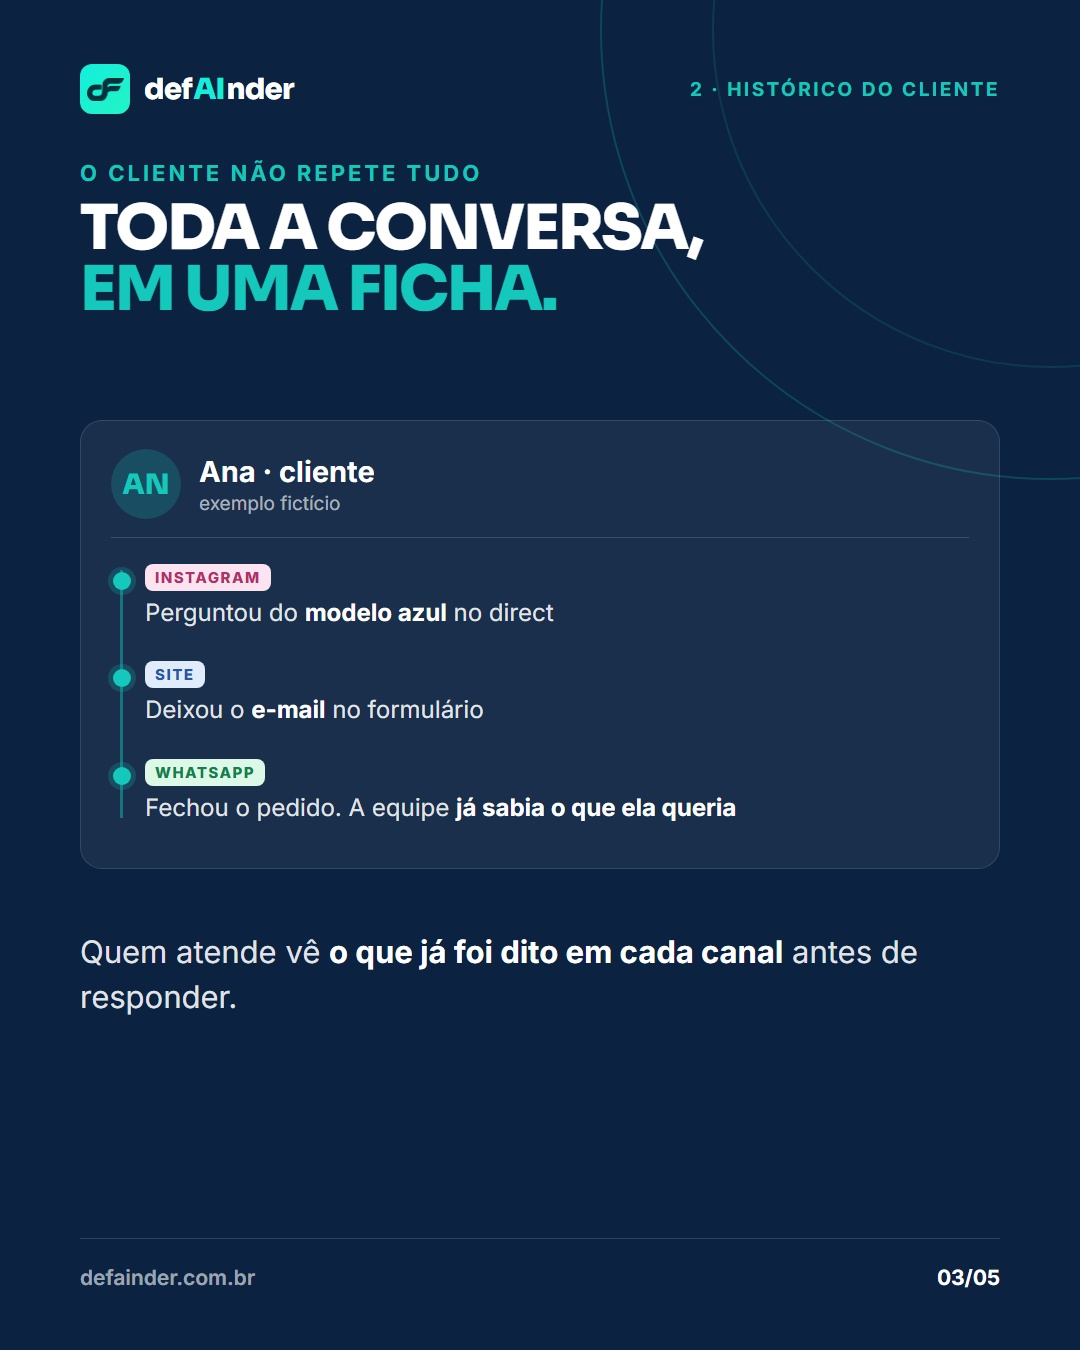 defAInder
2 · HISTÓRICO DO CLIENTE
O CLIENTE NÃO REPETE TUDO
TODA A CONVERSA,
EM UMA FICHA.
AN
Ana · cliente
exemplo fictício
INSTAGRAM
Perguntou do modelo azul no direct
SITE
Deixou o e-mail no formulário
WHATSAPP
Fechou o pedido. A equipe já sabia o que ela queria
Quem atende vê o que já foi dito em cada canal antes de
responder.
defainder.com.br
03/05